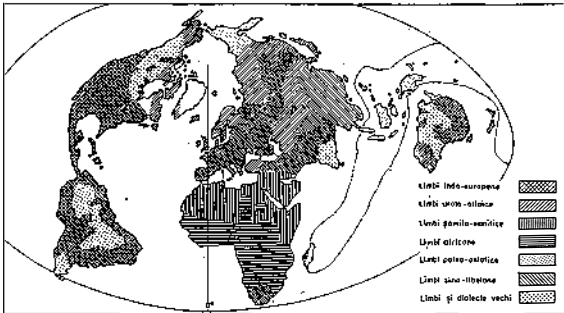 Limbi indo-europene
Limbi uralo-altaice
Limbi hamito-semitice
Limbi africane
Limbi paleo-asiatice
Limbi sino-tibetane
Limbi și dialecte vechi